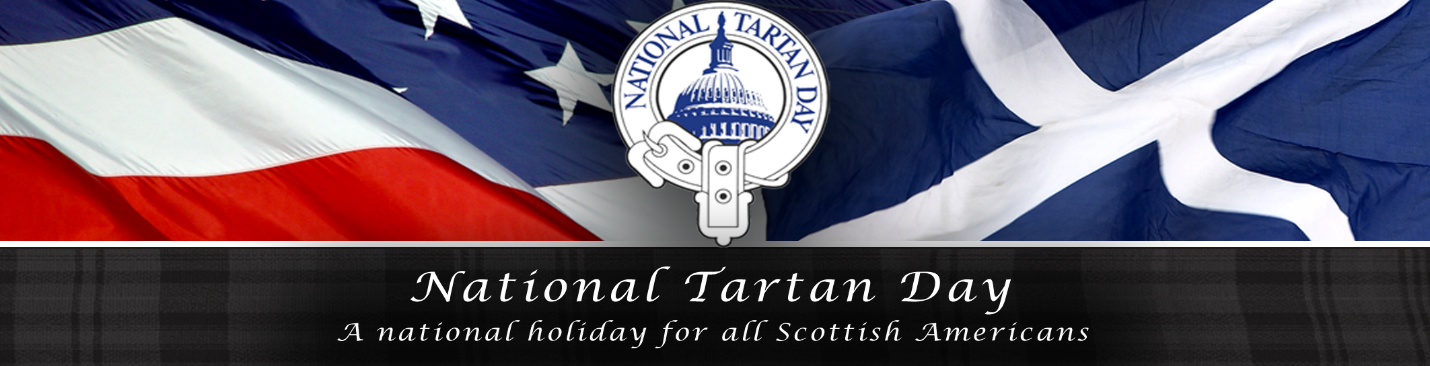 NATIONAL TARTAN DAY
National Tartan Day
A national holiday for all Scottish Americans